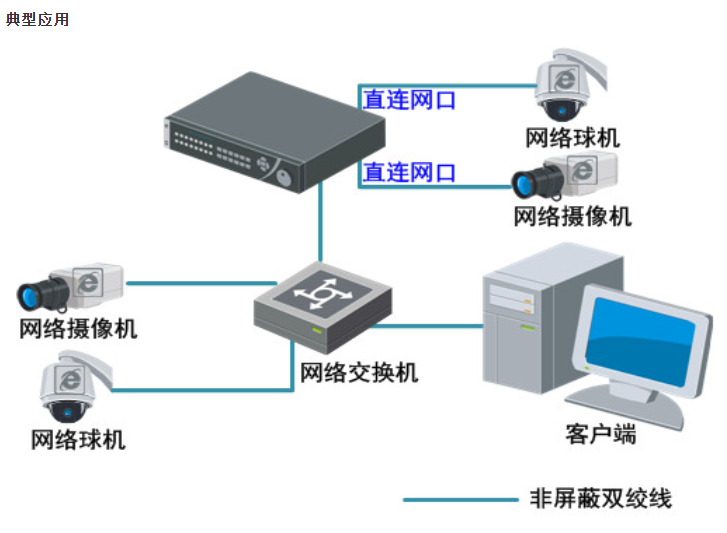 典型应用
直连网口
网络球机
直连网口
网络摄像机
网络摄像机
网络交换机
网络球机
客户端
非屏蔽双绞线